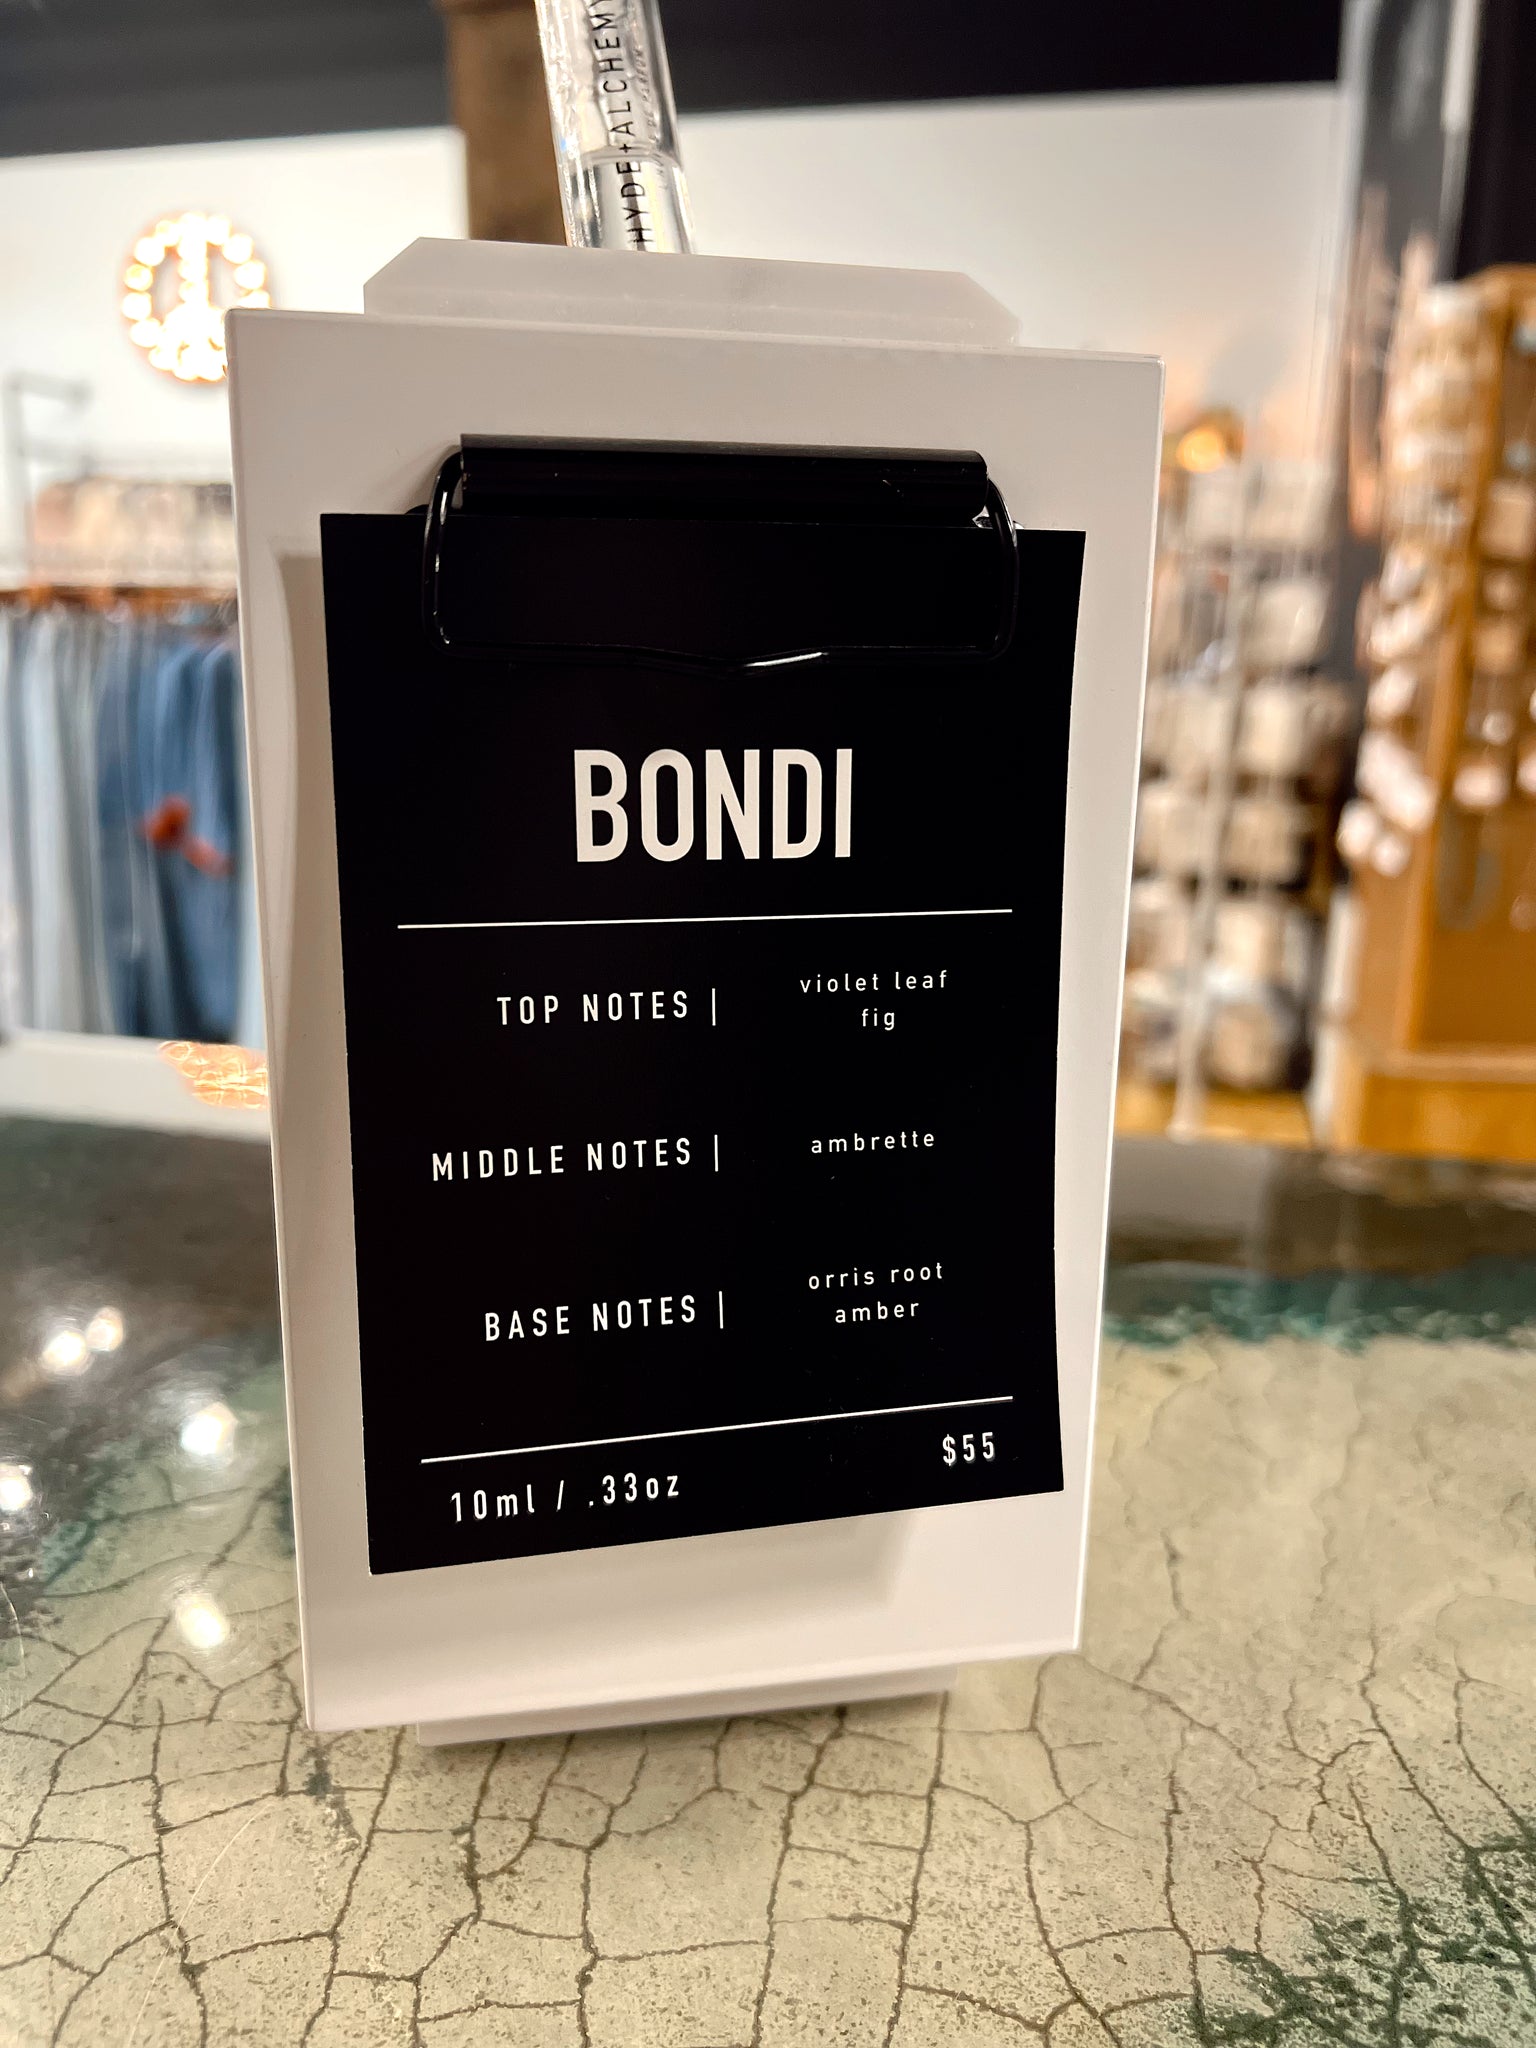 HYDE+ALCHEMY
BONDI
TOP NOTES | violet leaf
fig
MIDDLE NOTES | ambrette
BASE NOTES | orris root
amber
10ml / .33oz $55